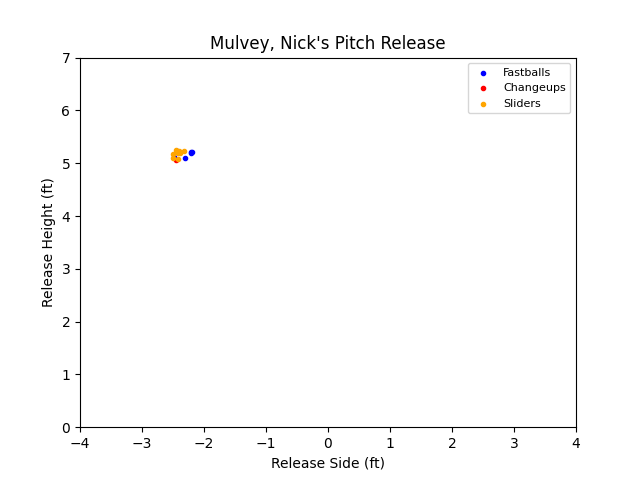 Mulvey, Nick's Pitch Release
7
6
5
4
3
2
1
0
Release Height (ft)
Fastballs
Changeups
Sliders
−4 −3 −2 −1 0 1 2 3 4
Release Side (ft)